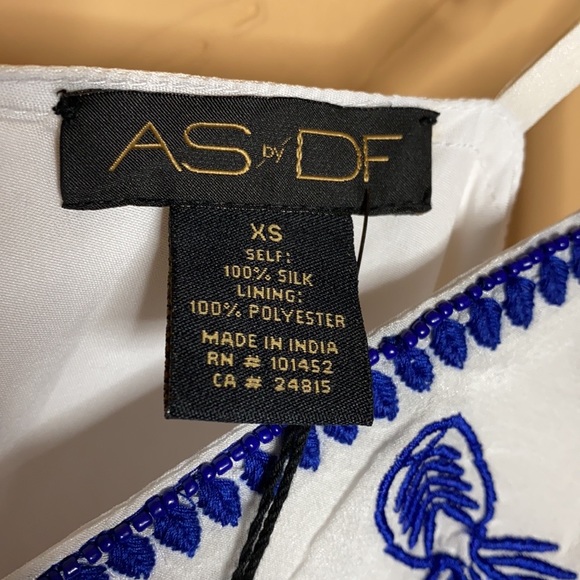 AS by DF
XS
SELF:
100% SILK
LINING:
100% POLYESTER
MADE IN INDIA
RN # 101452
CA # 24815